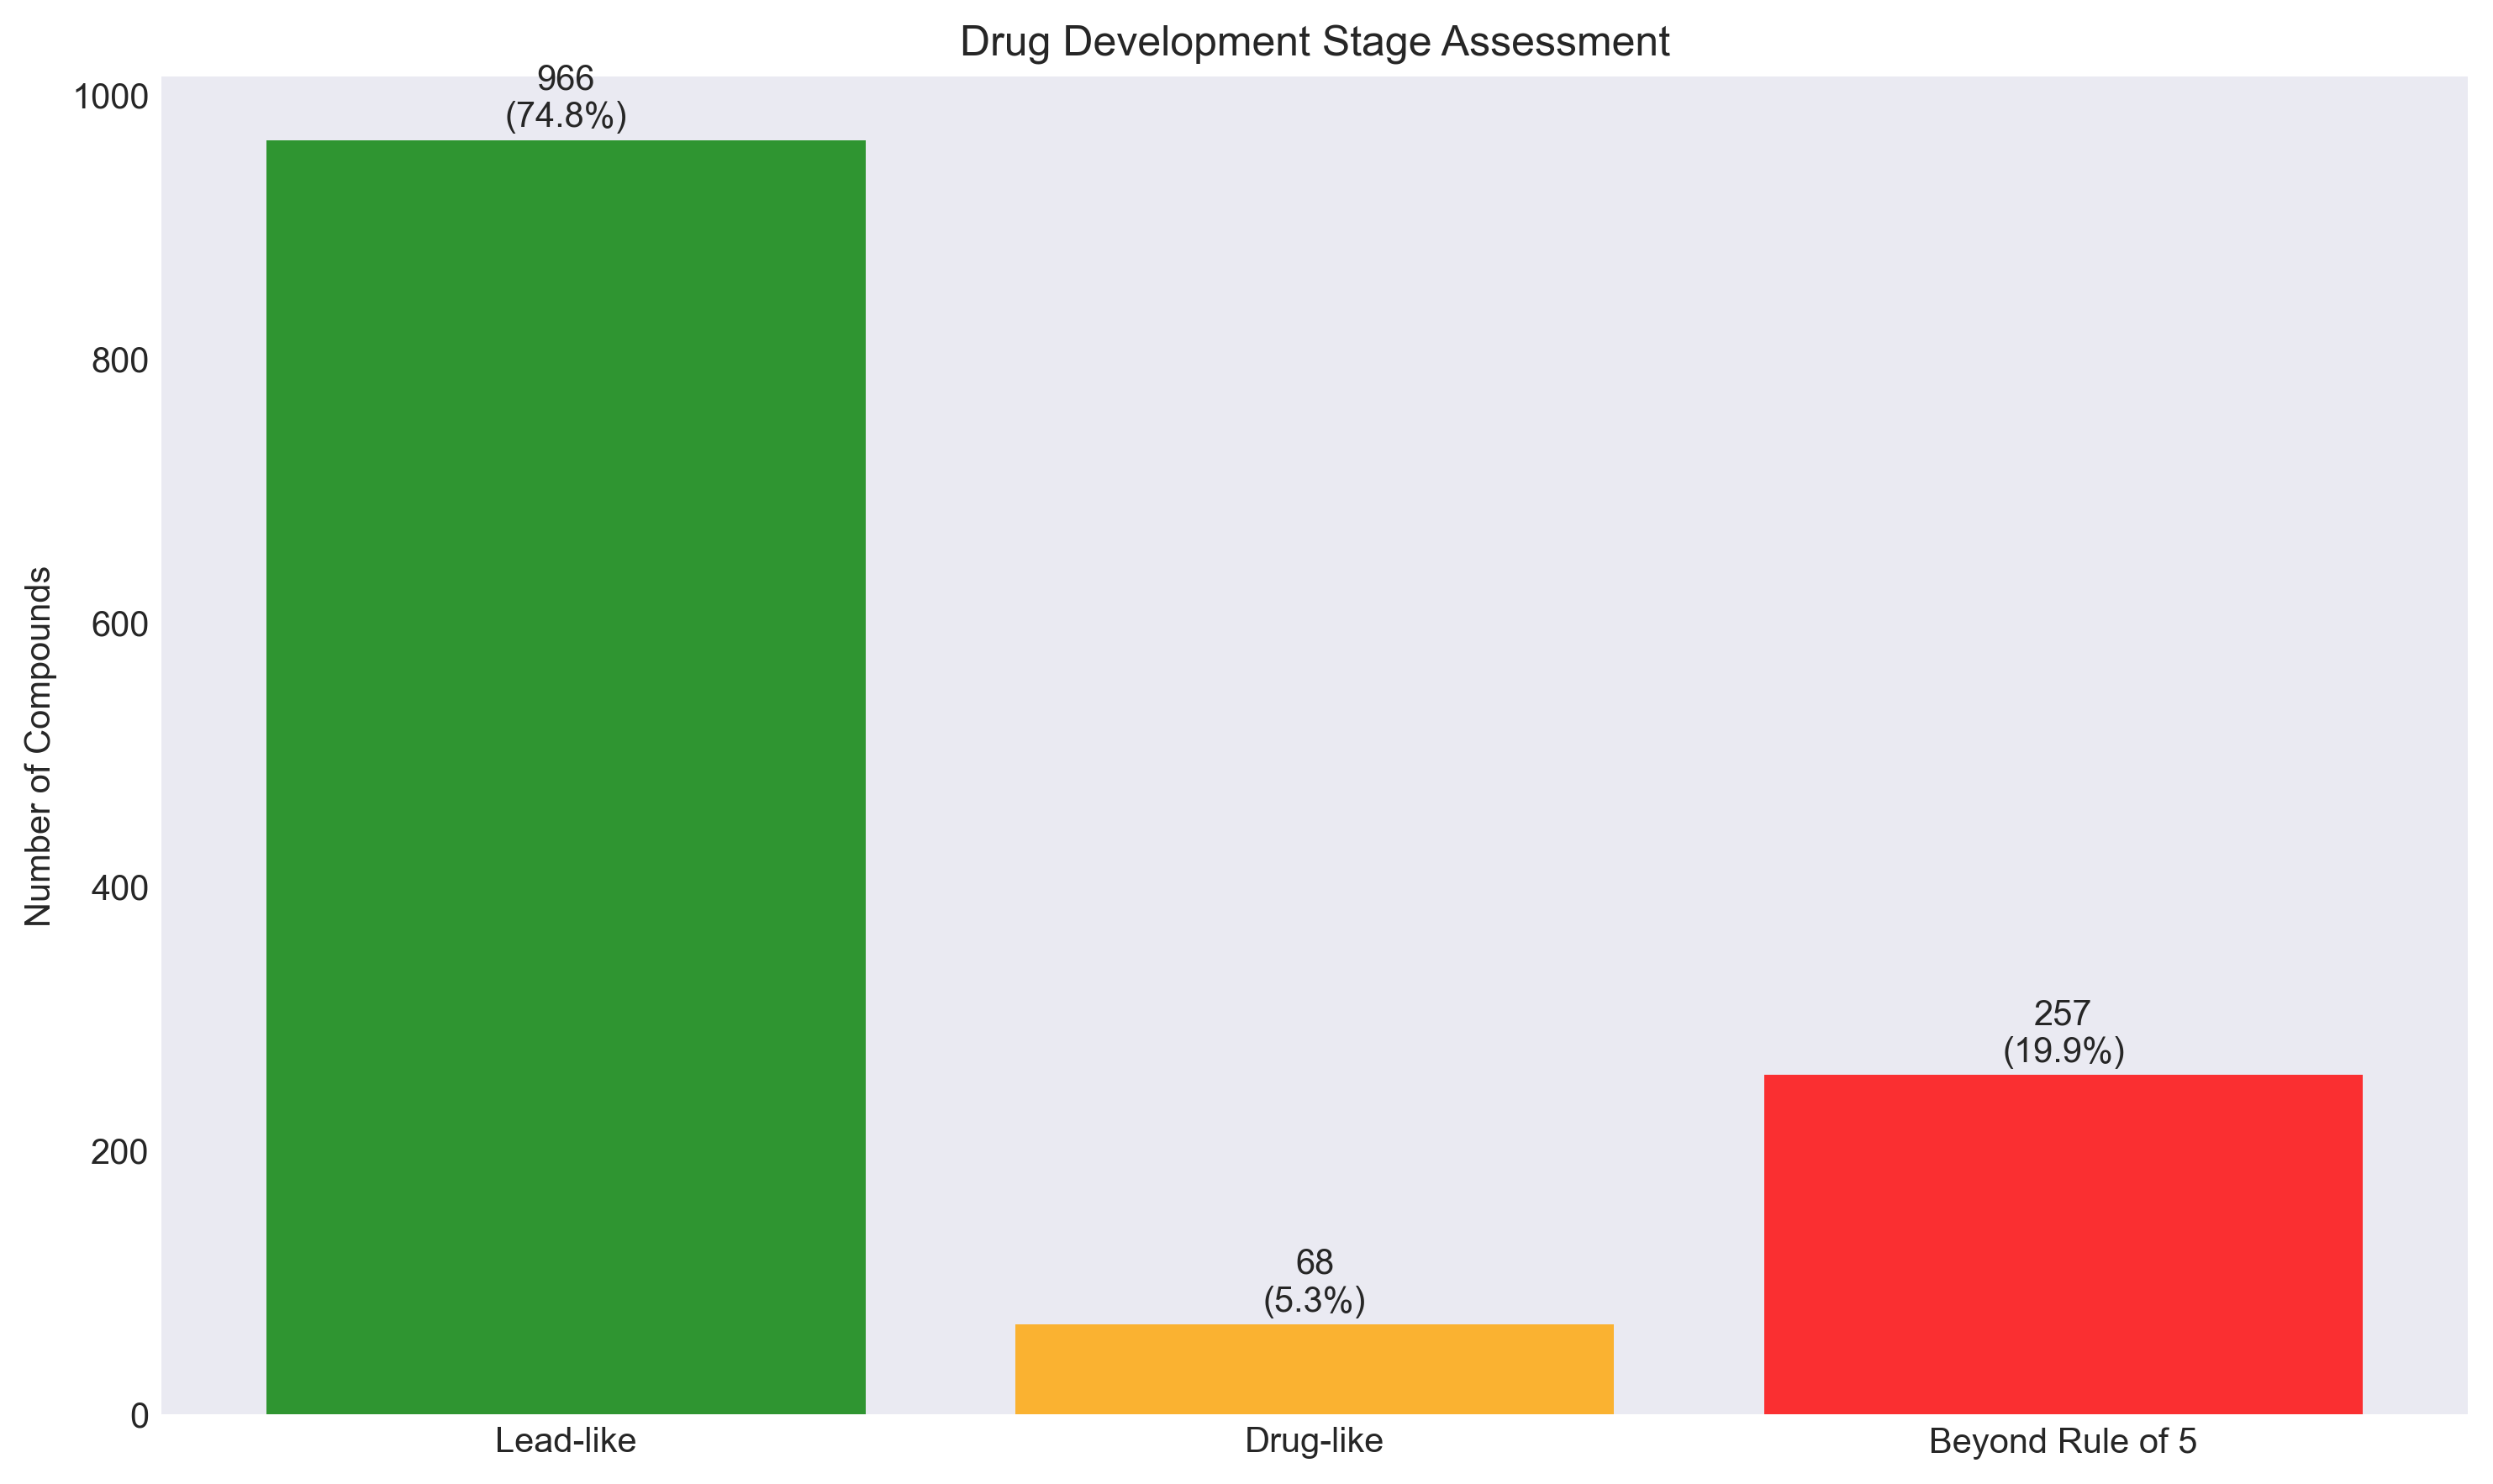 Drug Development Stage Assessment
Number of Compounds
1000
800
600
400
200
0
966
(74.8%)
68
(5.3%)
257
(19.9%)
Lead-like
Drug-like
Beyond Rule of 5